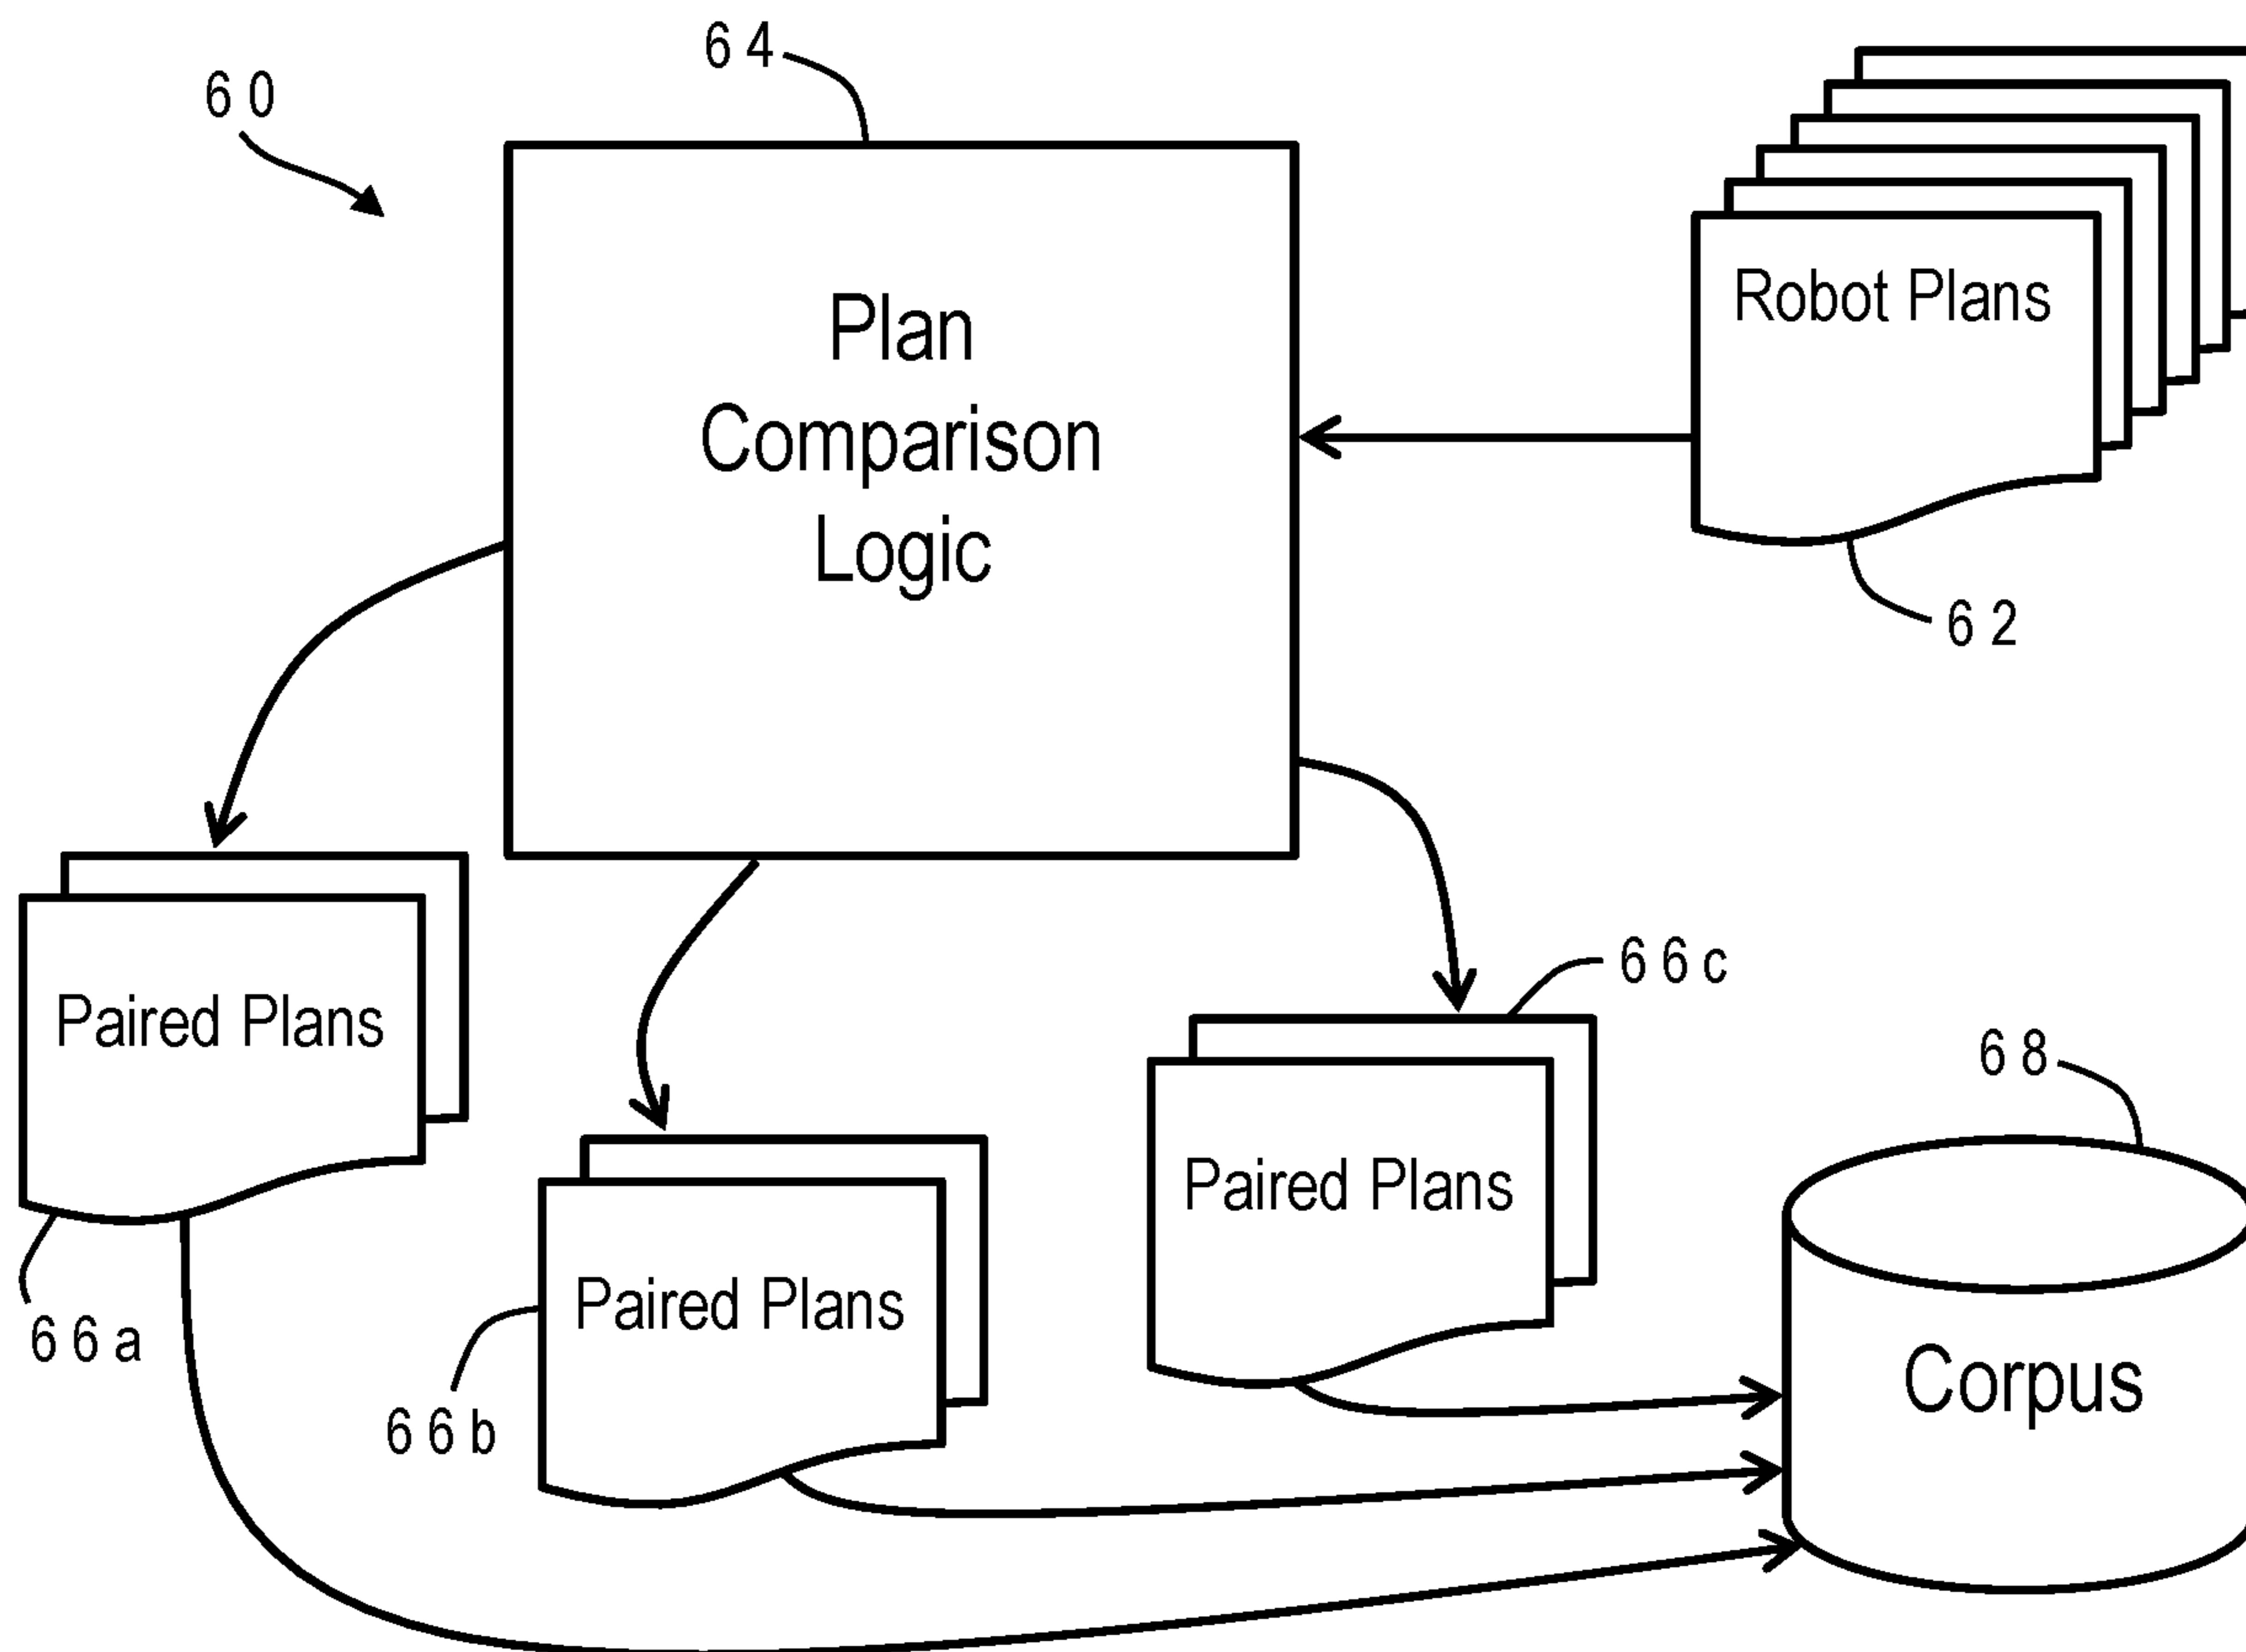 64
60
Plan
Comparison
Logic
Robot Plans
62
Paired Plans
66a
Paired Plans
66b
66c
Paired Plans
68
Corpus